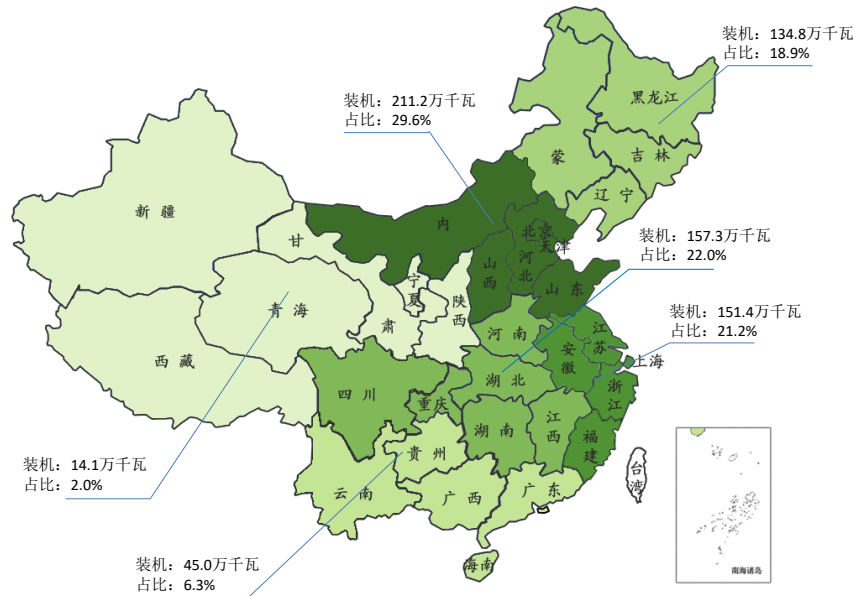 装机：134.8万千瓦
占比：18.9%
装机：211.2万千瓦
占比：29.6%
黑龙江
吉林
蒙
辽宁
新疆
内
北京
天津
甘
装机：157.3万千瓦
占比：22.0%
山西
河北
宁夏
山东
青海
陕西
装机：151.4万千瓦
占比：21.2%
肃
河南
江苏
安徽
上海
西藏
湖北
浙江
四川
重庆
湖南
江西
福建
贵州
台湾
装机：14.1万千瓦
占比：2.0%
云南
广西
广东
装机：45.0万千瓦
占比：6.3%
海南
南海诸岛